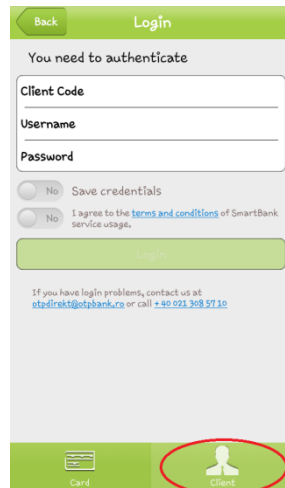 Back Login
You need to authenticate
Client Code
Username
Password
No Save credentials
No I agree to the terms and conditions of SmartBank
service usage.
Login
If you have login problems, contact us at
otpdirekt@otpbank.ro or call +40 021 308 57 10
Card Client